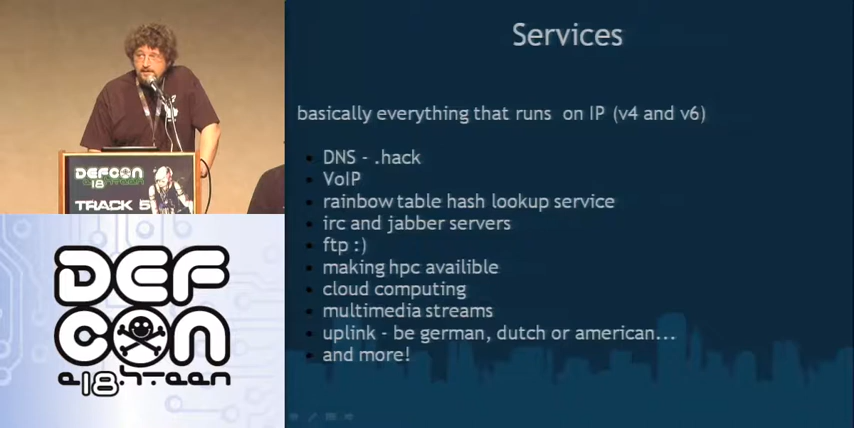 DEFCON
18
TRACK 5
DEF
CON
e18hteen
Services
basically everything that runs on IP (v4 and v6)
DNS - .hack
VoIP
rainbow table hash lookup service
irc and jabber servers
ftp :)
making hpc availible
cloud computing
multimedia streams
uplink - be german, dutch or american...
and more!